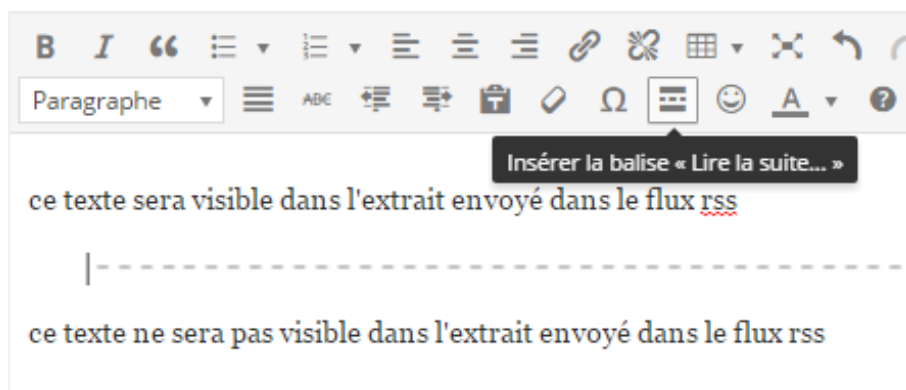 B I “
Paragraphe ABC Ω A ?
Insérer la balise « Lire la suite... »
ce texte sera visible dans l'extrait envoyé dans le flux rss
ce texte ne sera pas visible dans l'extrait envoyé dans le flux rss